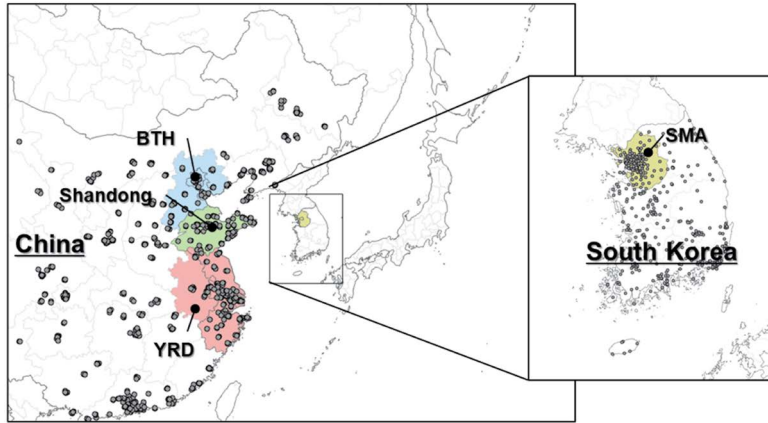 BTH
Shandong
China
YRD
SMA
South Korea